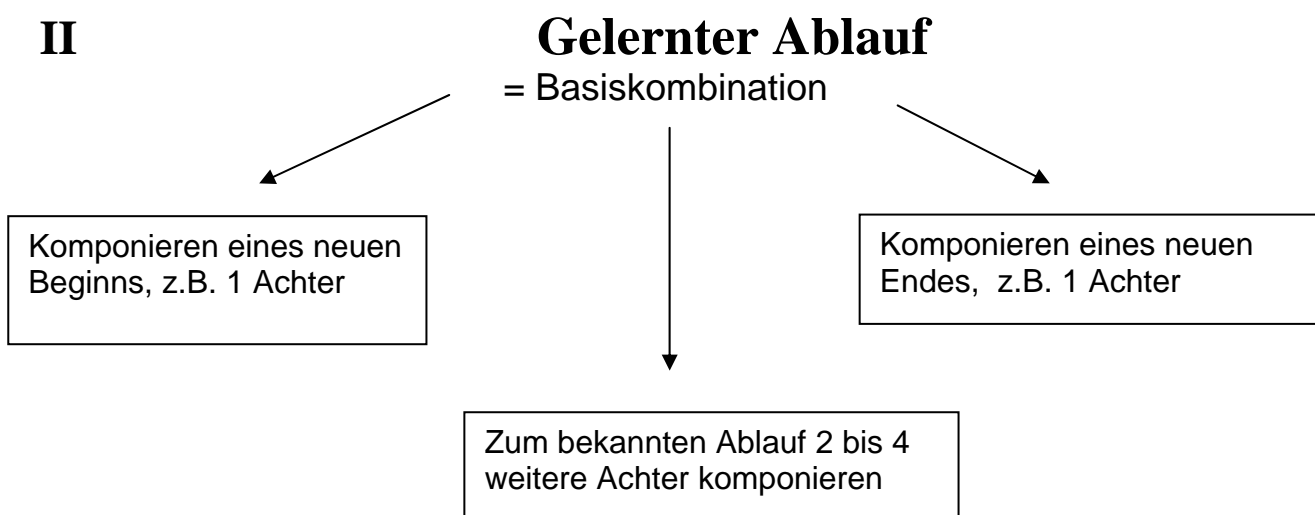 II Gelernter Ablauf
= Basiskombination
Komponieren eines neuen
Beginns, z.B. 1 Achter
Komponieren eines neuen
Endes, z.B. 1 Achter
Zum bekannten Ablauf 2 bis 4
weitere Achter komponieren